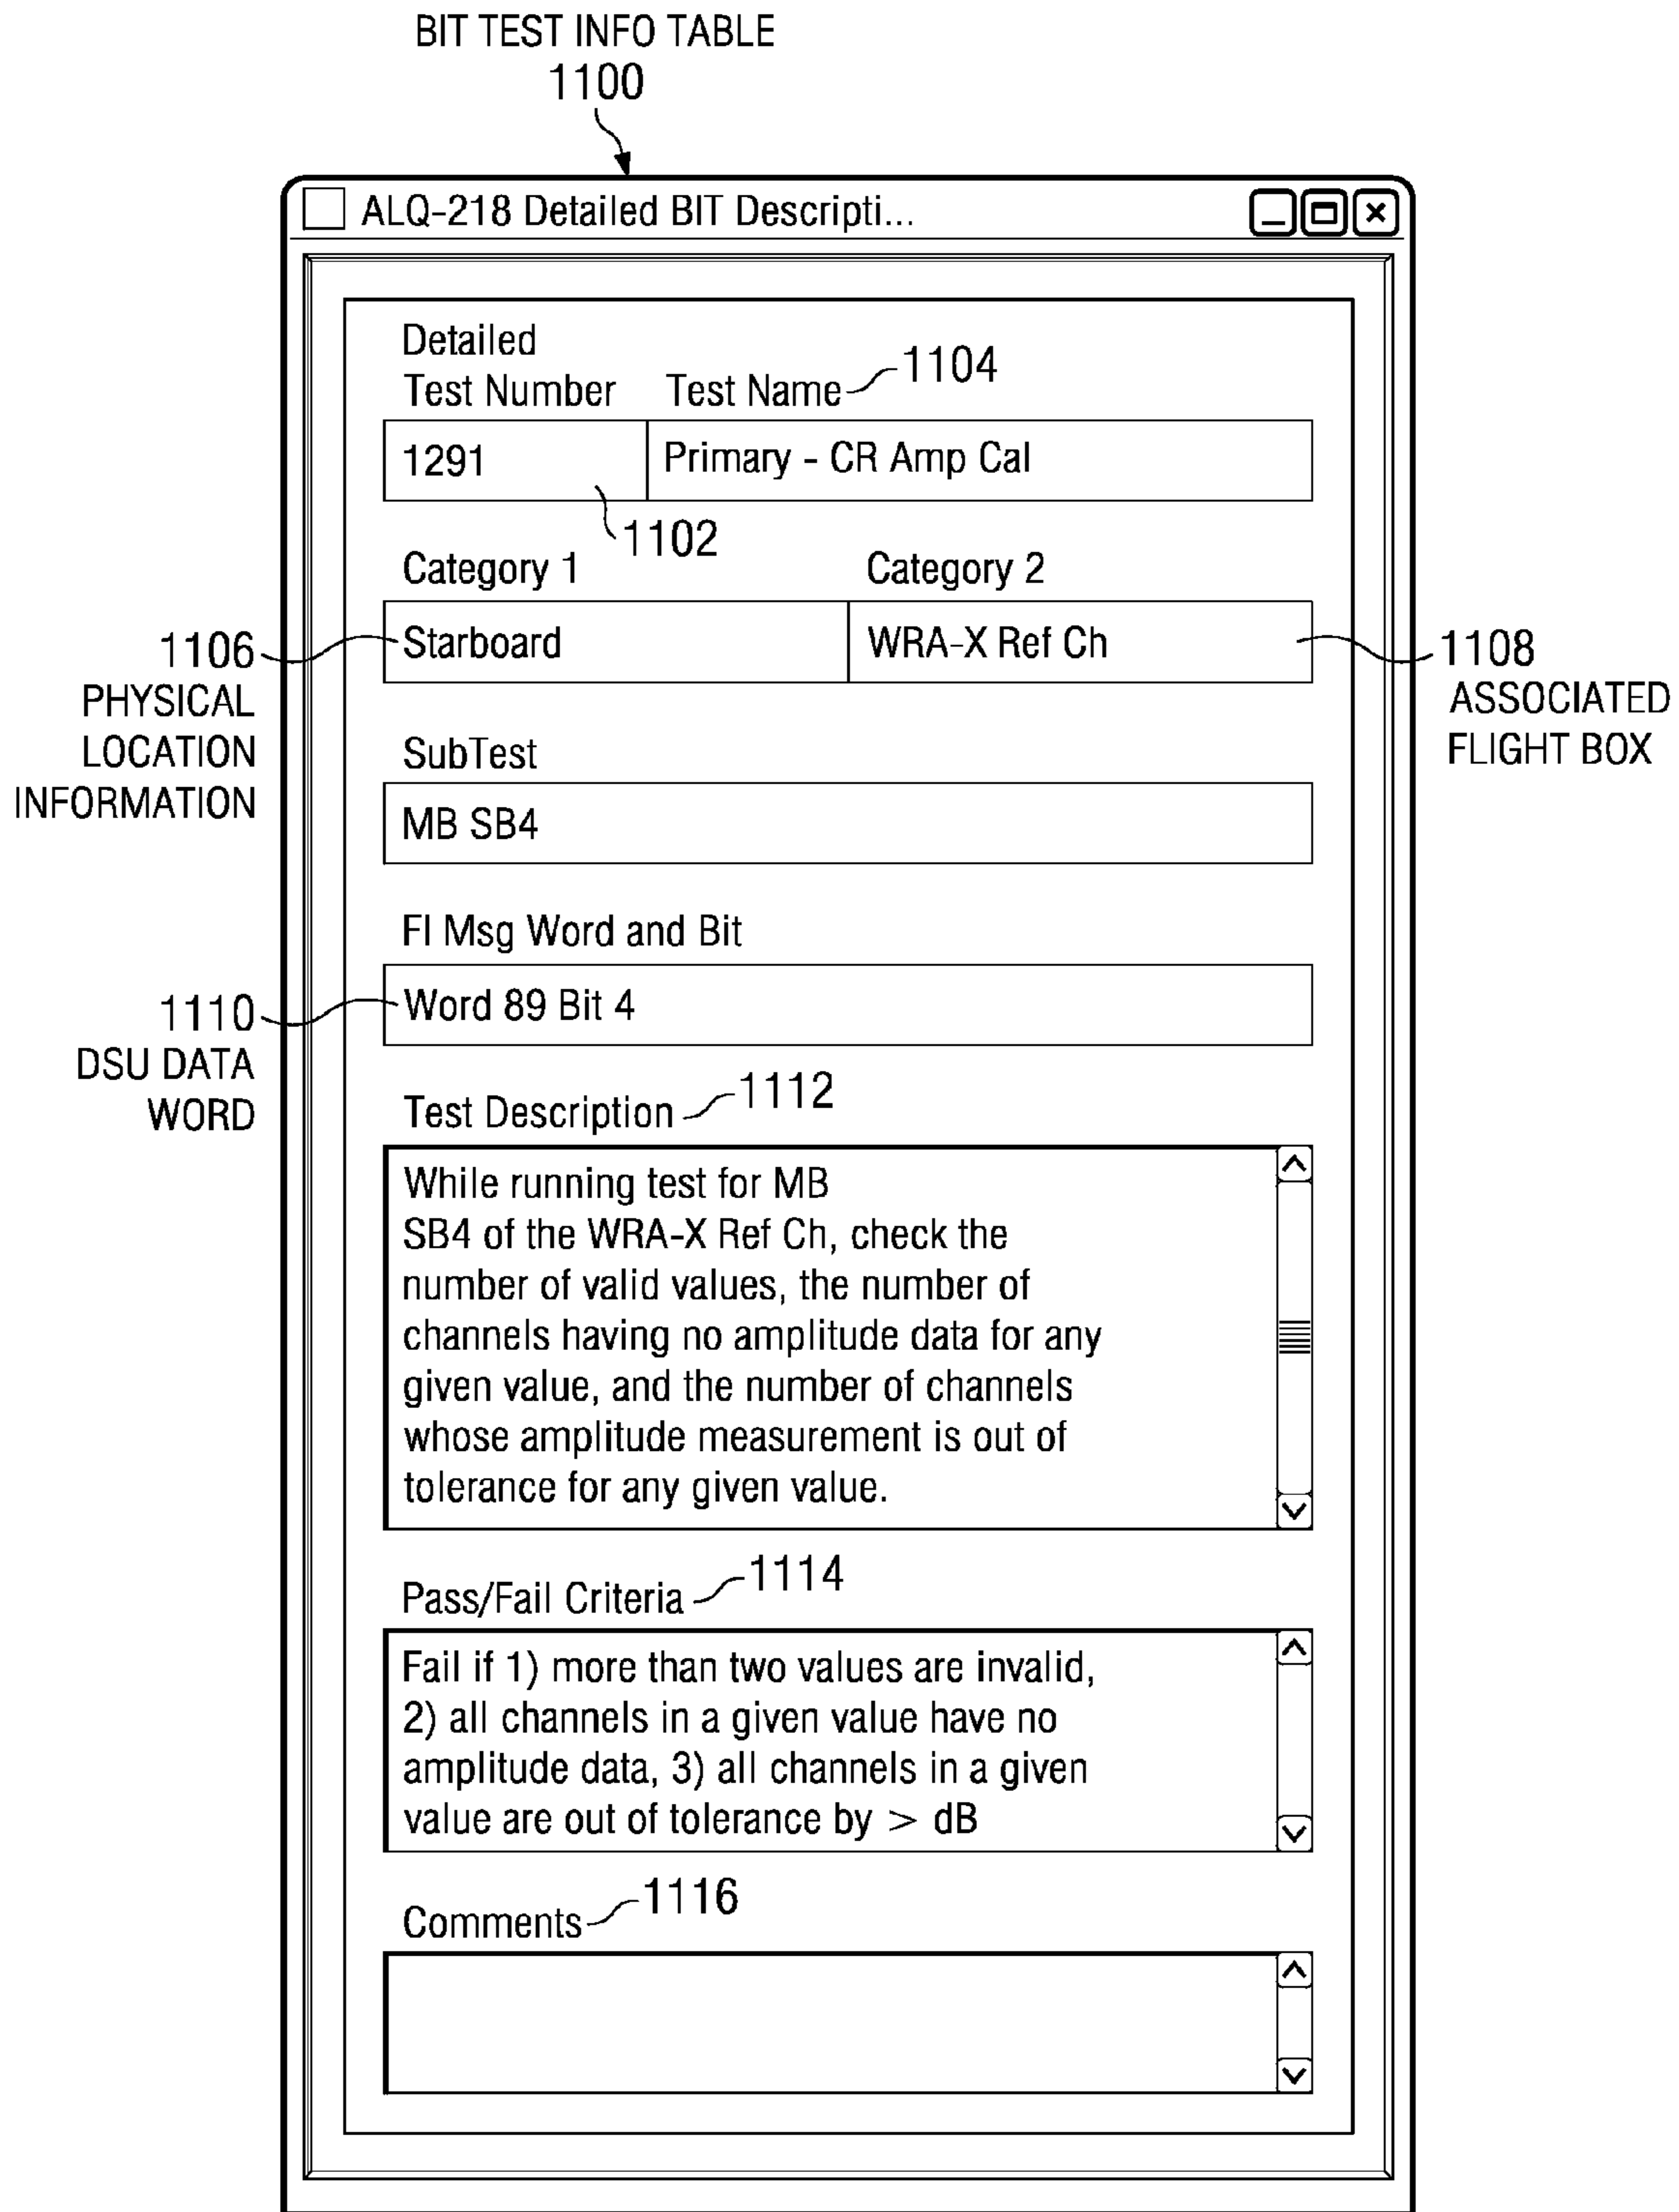 BIT TEST INFO TABLE
1100
ALQ-218 Detailed BIT Descripti...
Detailed
Test Number Test Name 1104
1291 Primary - CR Amp Cal
1102
Category 1 Category 2
1106 Starboard WRA-X Ref Ch 1108
PHYSICAL ASSOCIATED
LOCATION FLIGHT BOX
INFORMATION
SubTest
MB SB4
FI Msg Word and Bit
1110 Word 89 Bit 4
DSU DATA
WORD
Test Description 1112
While running test for MB
SB4 of the WRA-X Ref Ch, check the
number of valid values, the number of
channels having no amplitude data for any
given value, and the number of channels
whose amplitude measurement is out of
tolerance for any given value.
Pass/Fail Criteria 1114
Fail if 1) more than two values are invalid,
2) all channels in a given value have no
amplitude data, 3) all channels in a given
value are out of tolerance by > dB
Comments 1116